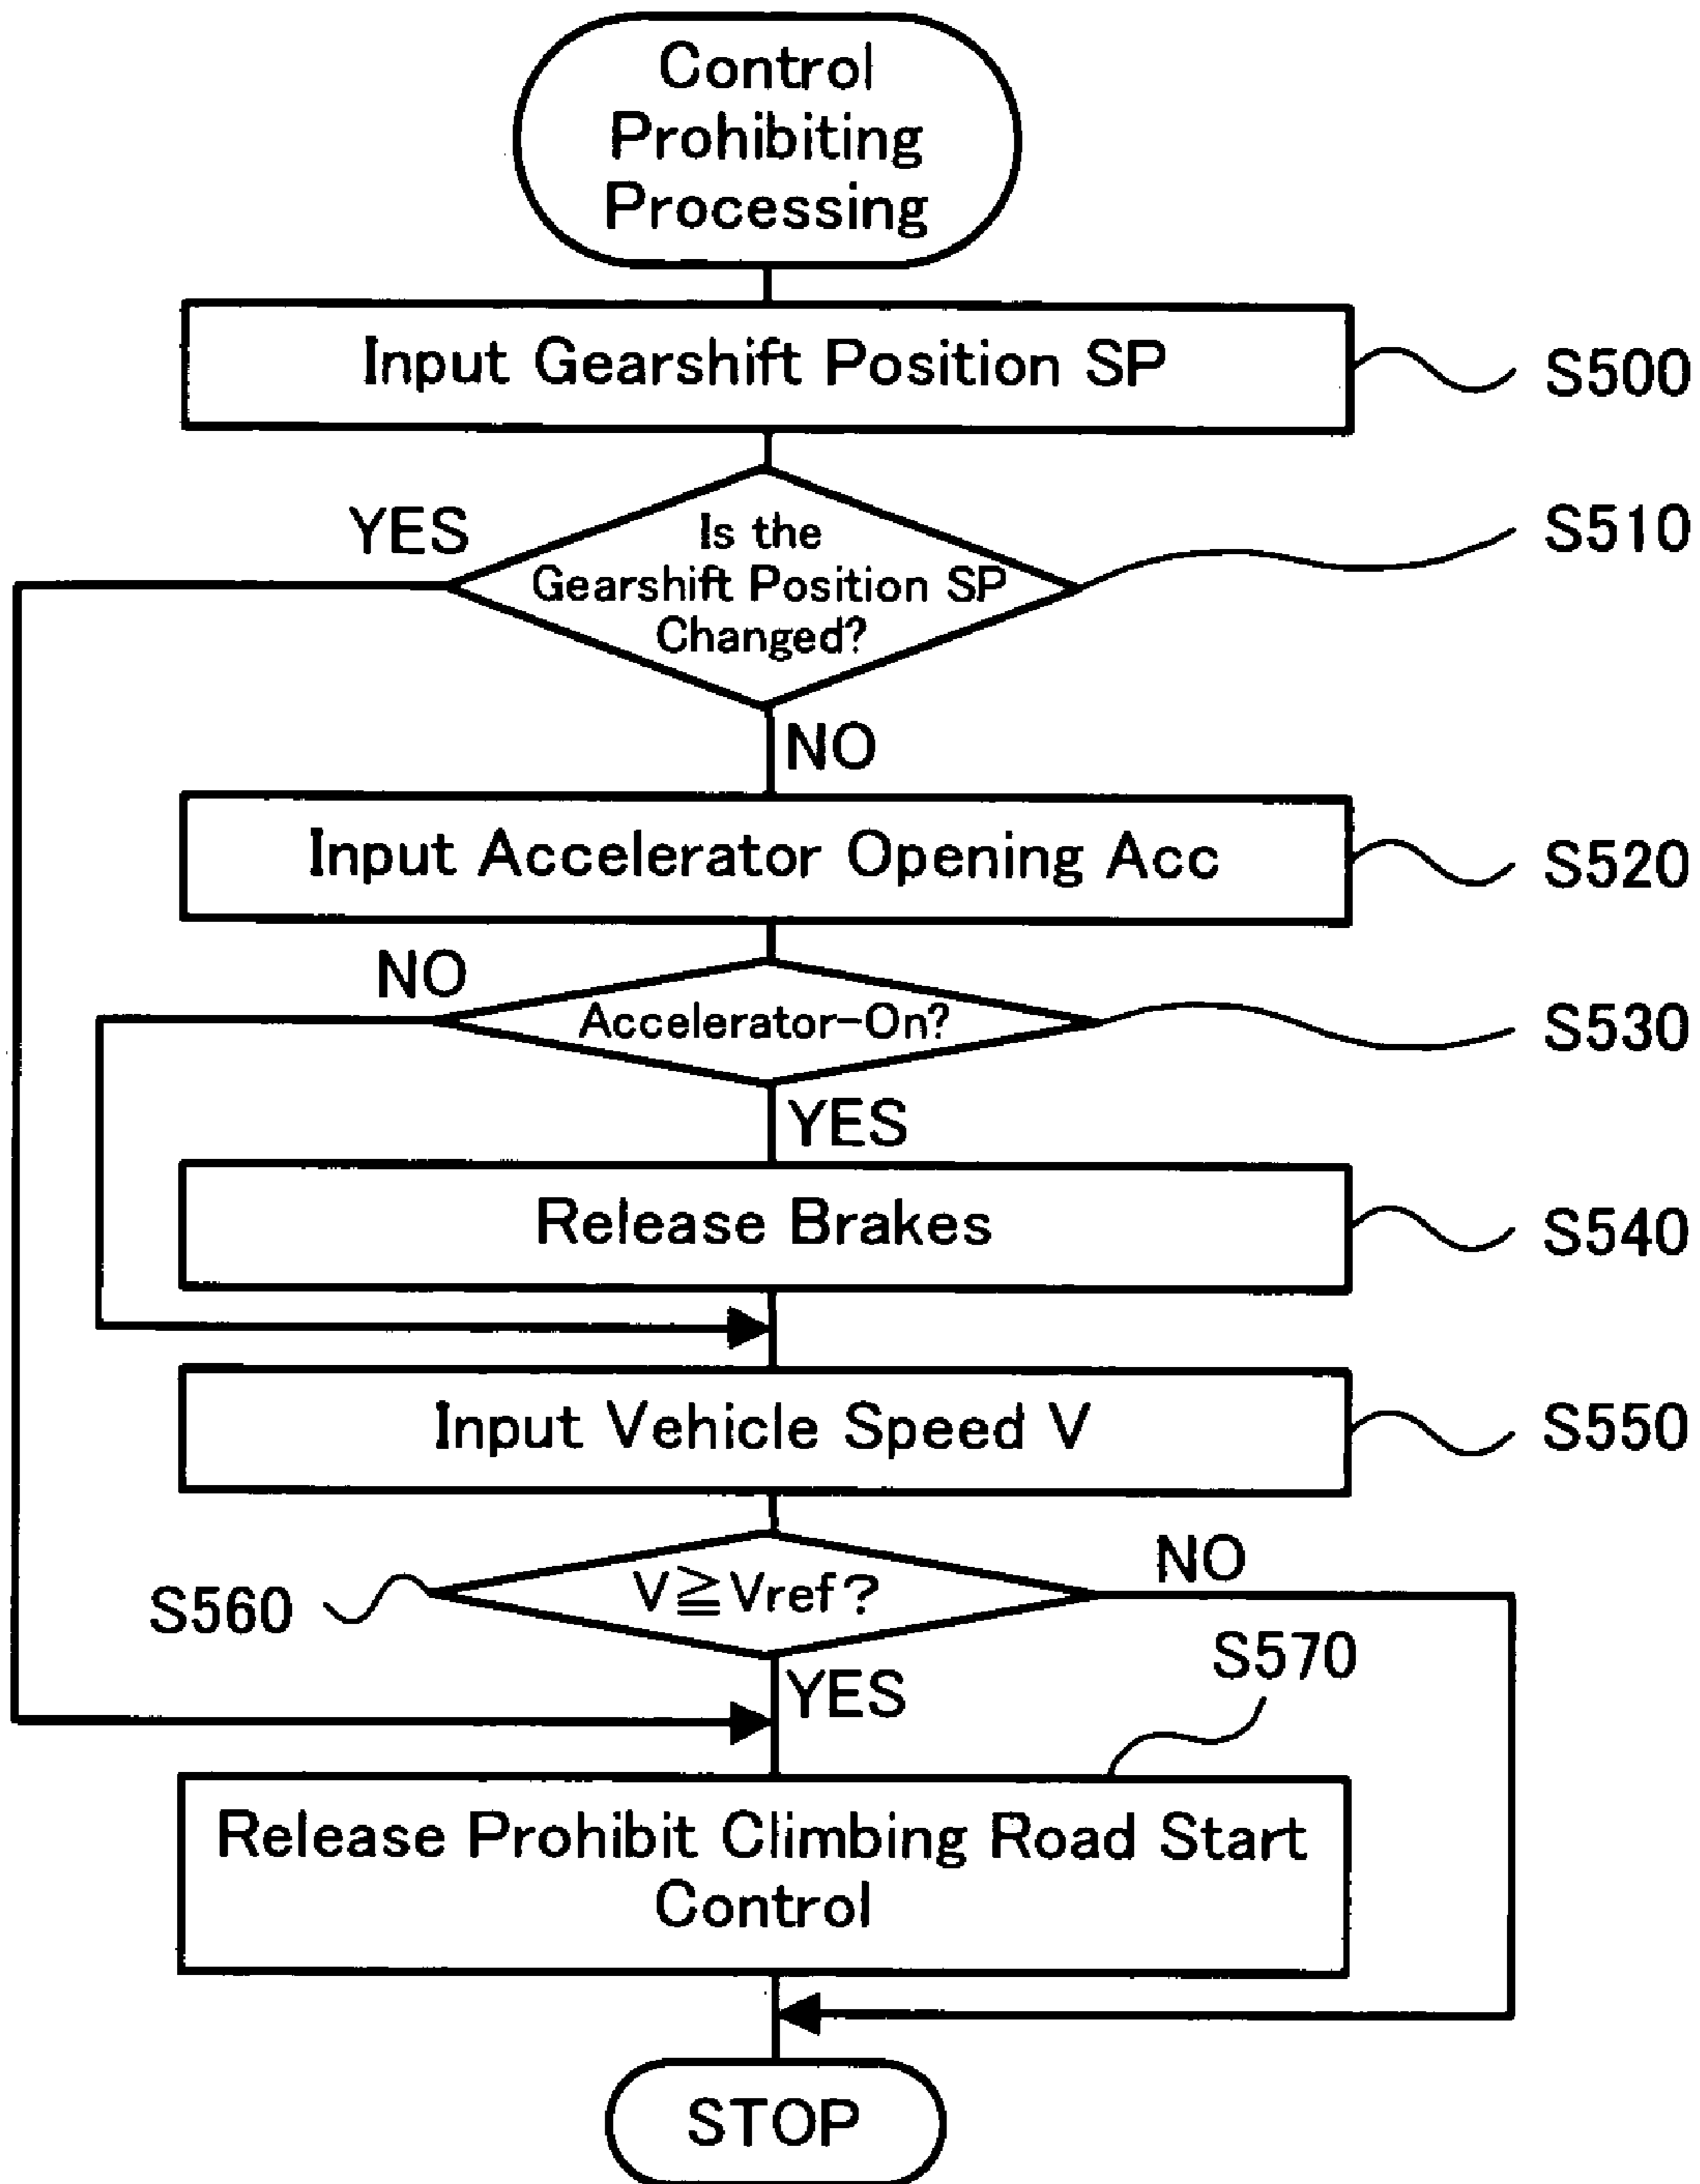 Control
Prohibiting
Processing
Input Gearshift Position SP
S500
YES
Is the
Gearshift Position SP
Changed?
S510
NO
Input Accelerator Opening Acc
S520
NO
Accelerator-On?
S530
YES
Release Brakes
S540
Input Vehicle Speed V
S550
S560
V≧Vref?
NO
YES
S570
Release Prohibit Climbing Road Start
Control
STOP